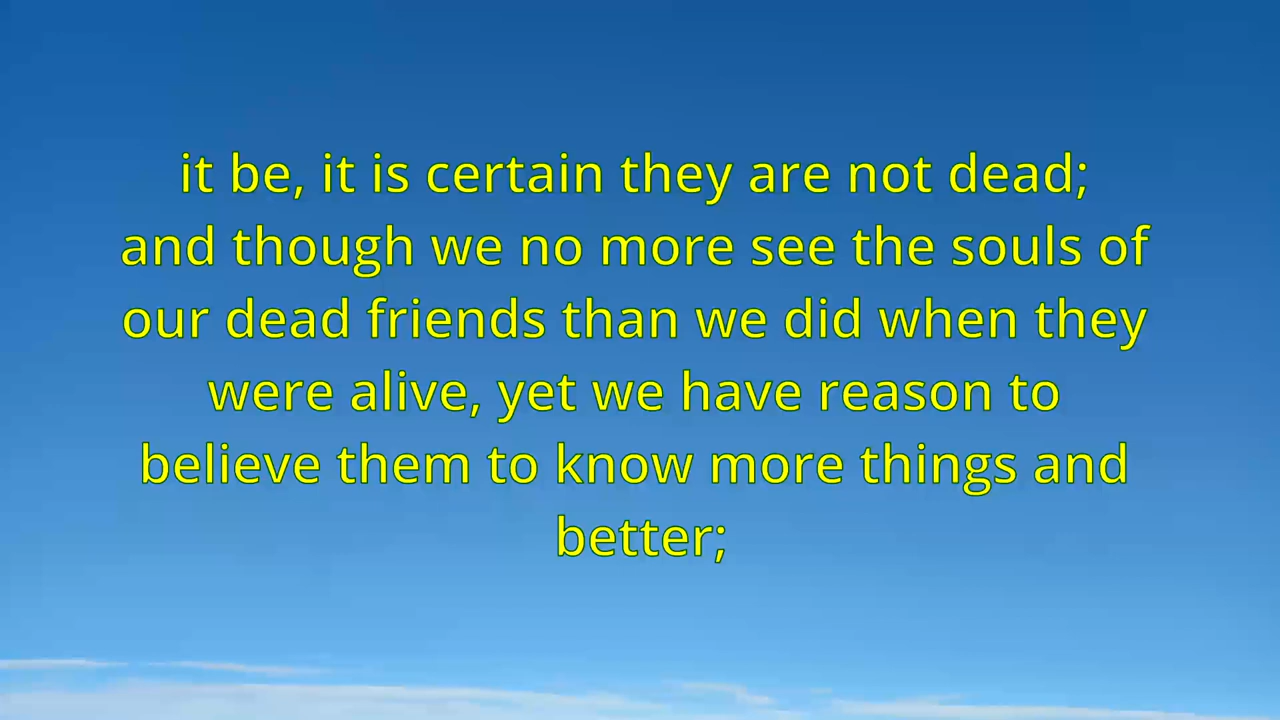 it be, it is certain they are not dead;
and though we no more see the souls of
our dead friends than we did when they
were alive, yet we have reason to
believe them to know more things and
better;